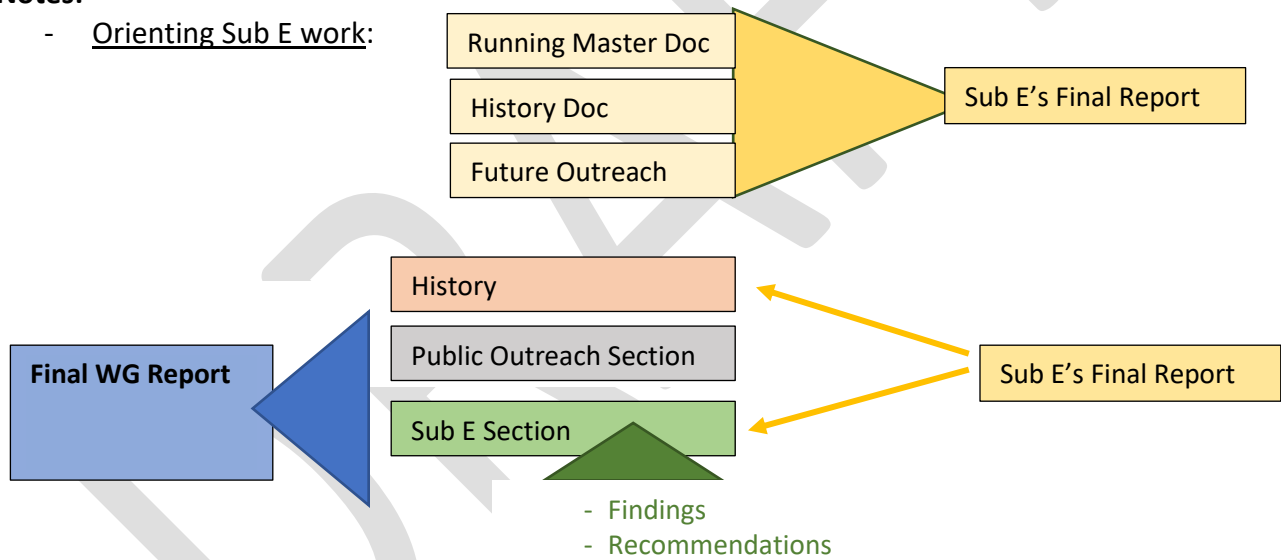 Notes:
- Orienting Sub E work:
Running Master Doc
History Doc
Future Outreach
Sub E’s Final Report
History
Public Outreach Section
Sub E Section
Final WG Report
Sub E’s Final Report
- Findings
- Recommendations